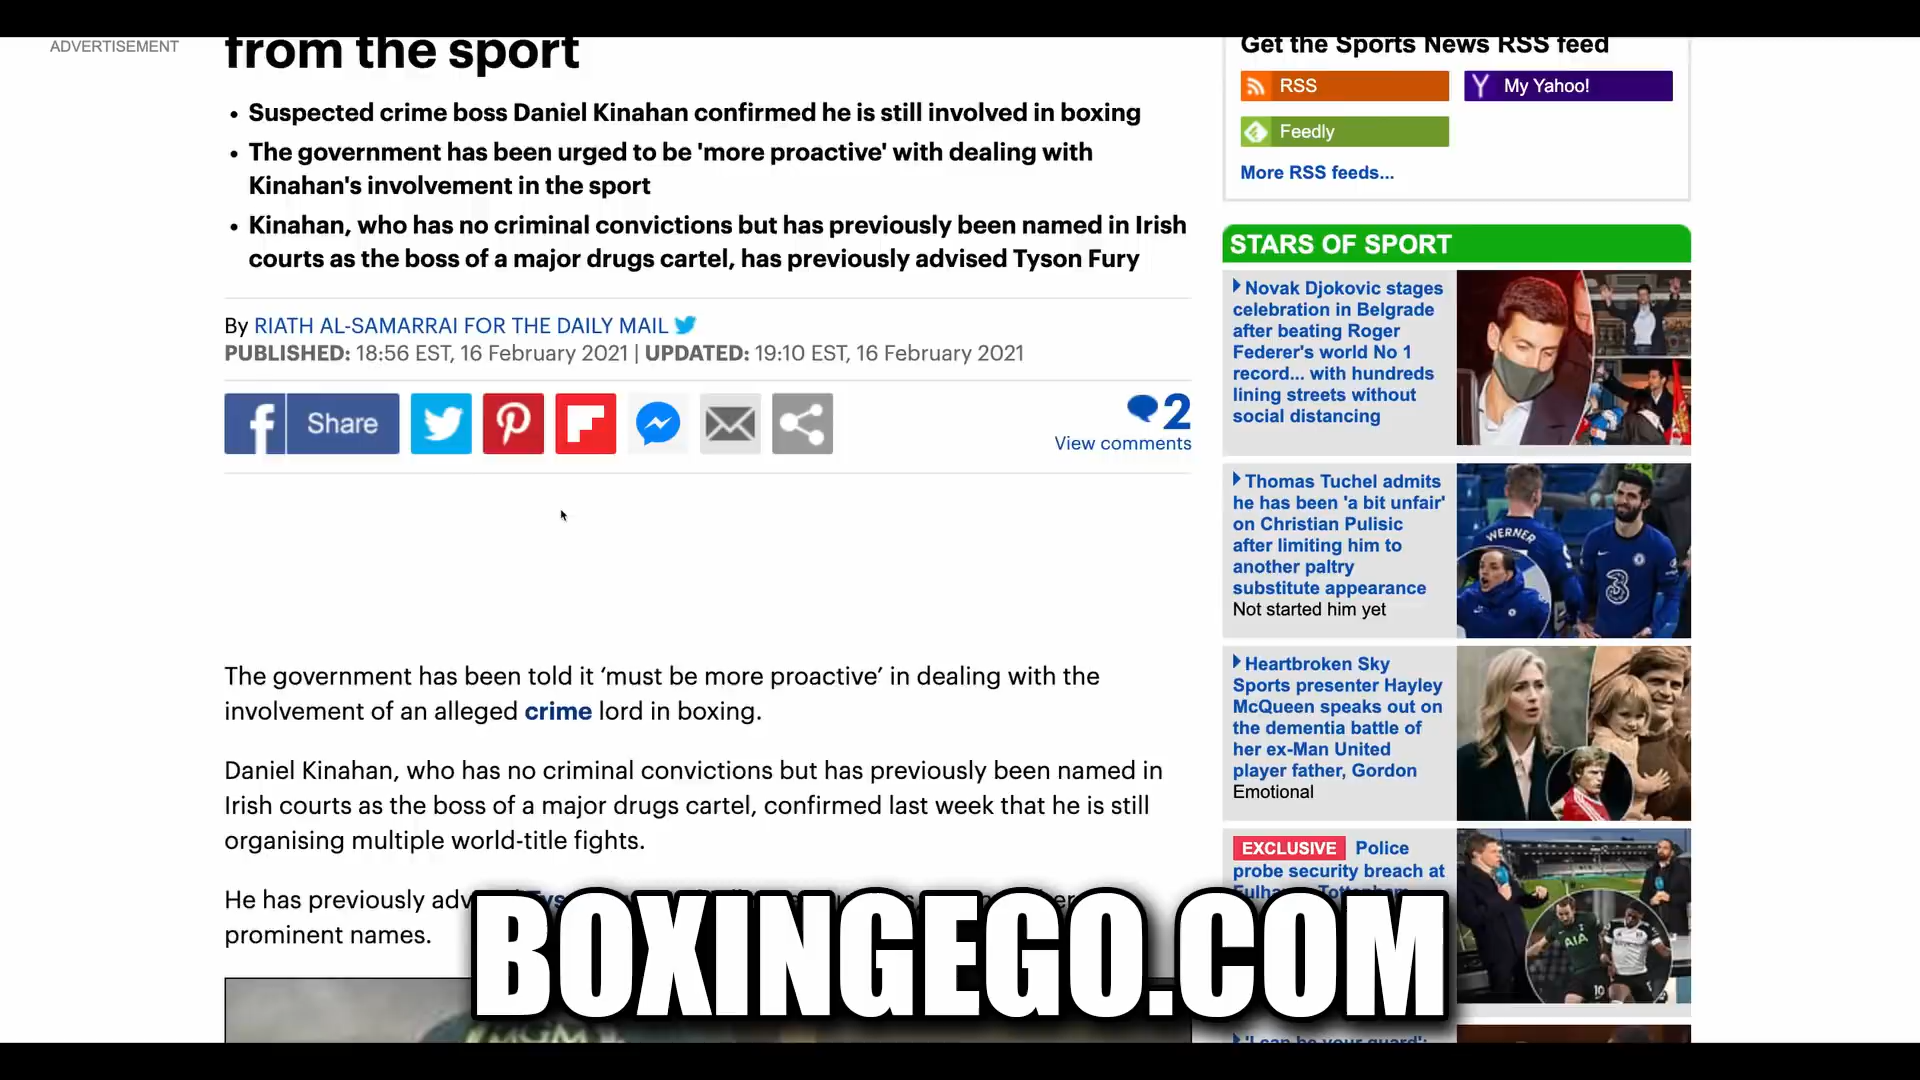 ADVERTISEMENT
from the sport
• Suspected crime boss Daniel Kinahan confirmed he is still involved in boxing
• The government has been urged to be 'more proactive' with dealing with
Kinahan's involvement in the sport
• Kinahan, who has no criminal convictions but has previously been named in Irish
courts as the boss of a major drugs cartel, has previously advised Tyson Fury
By RIATH AL-SAMARRAI FOR THE DAILY MAIL
PUBLISHED: 18:56 EST, 16 February 2021 | UPDATED: 19:10 EST, 16 February 2021
Share
2
View comments
The government has been told it ‘must be more proactive’ in dealing with the
involvement of an alleged crime lord in boxing.
Daniel Kinahan, who has no criminal convictions but has previously been named in
Irish courts as the boss of a major drugs cartel, confirmed last week that he is still
organising multiple world-title fights.
He has previously
prominent names.
MGM
BOXINGEGO.COM
Get the Sports News RSS feed
RSS
My Yahoo!
Feedly
More RSS feeds...
STARS OF SPORT
Novak Djokovic stages
celebration in Belgrade
after beating Roger
Federer's world No 1
record... with hundreds
lining streets without
social distancing
Thomas Tuchel admits
he has been 'a bit unfair'
on Christian Pulisic
after limiting him to
another paltry
substitute appearance
Not started him yet
WERNER
3
Heartbroken Sky
Sports presenter Hayley
McQueen speaks out on
the dementia battle of
her ex-Man United
player father, Gordon
Emotional
EXCLUSIVE Police
probe security breach at
AIA
10
'I can be your guard':